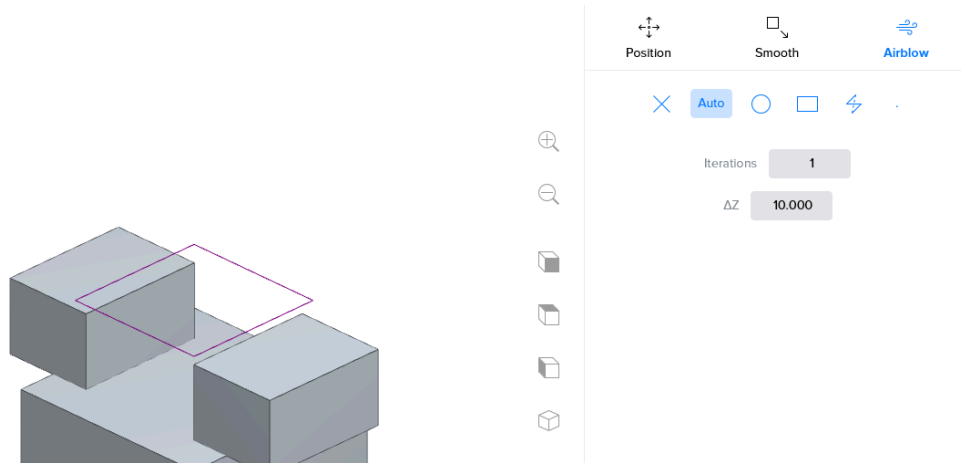 Position
Smooth
Airblow
Auto
Iterations 1
ΔZ 10.000